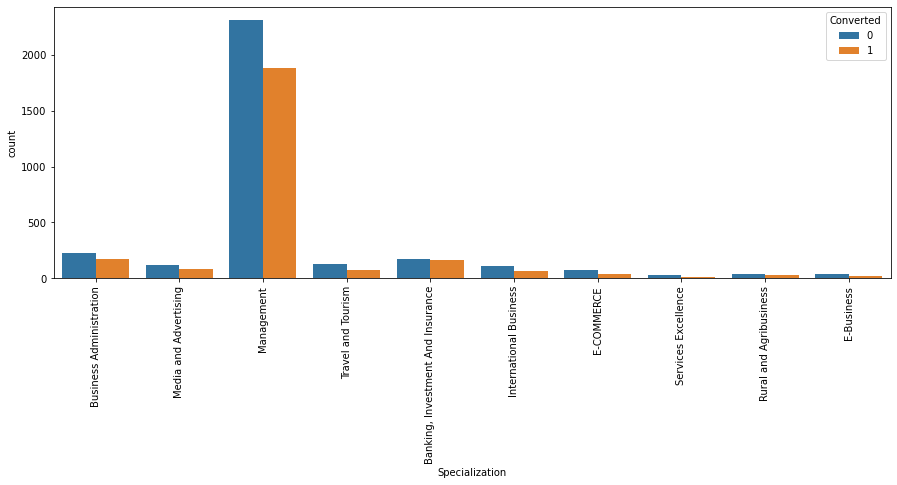 Converted
0
1
2000
1500
1000
500
0
count
Business Administration
Media and Advertising
Management
Travel and Tourism
Banking, Investment And Insurance
International Business
E-COMMERCE
Services Excellence
Rural and Agribusiness
E-Business
Specialization